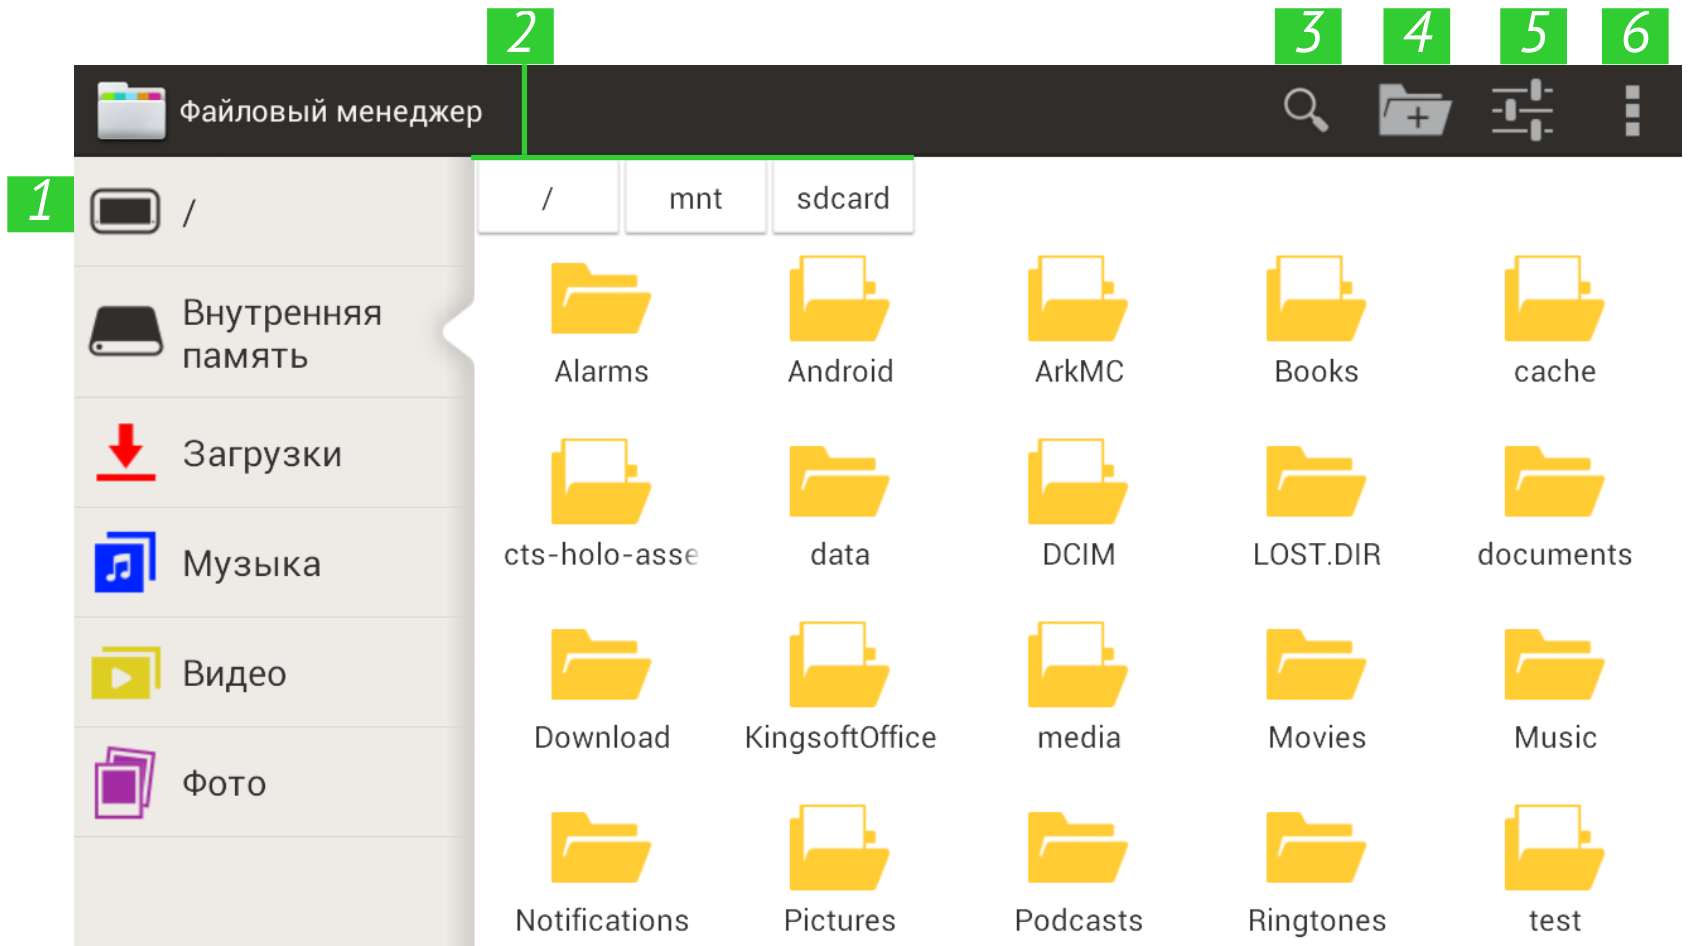 2
3 4 5 6
Файловый менеджер
1
/
Внутренняя
память
Загрузки
Музыка
Видео
Фото
/ mnt sdcard
Alarms Android ArkMC Books cache
cts-holo-asse data DCIM LOST.DIR documents
Download KingsoftOffice media Movies Music
Notifications Pictures Podcasts Ringtones test